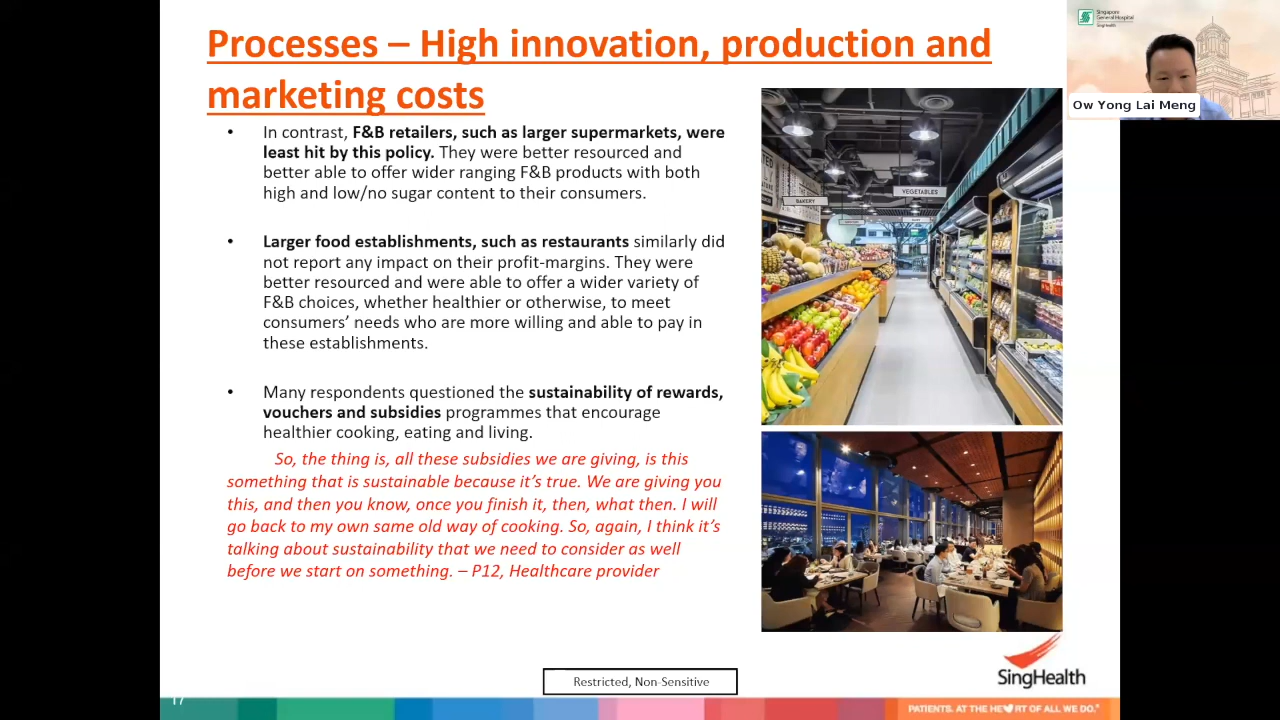 Processes – High innovation, production and
marketing costs
• In contrast, F&B retailers, such as larger supermarkets, were
least hit by this policy. They were better resourced and
better able to offer wider ranging F&B products with both
high and low/no sugar content to their consumers.
• Larger food establishments, such as restaurants similarly did
not report any impact on their profit-margins. They were
better resourced and were able to offer a wider variety of
F&B choices, whether healthier or otherwise, to meet
consumers’ needs who are more willing and able to pay in
these establishments.
• Many respondents questioned the sustainability of rewards,
vouchers and subsidies programmes that encourage
healthier cooking, eating and living.
So, the thing is, all these subsidies we are giving, is this
something that is sustainable because it’s true. We are giving you
this, and then you know, once you finish it, then, what then. I will
go back to my own same old way of cooking. So, again, I think it’s
talking about sustainability that we need to consider as well
before we start on something. – P12, Healthcare provider
VEGETABLES
BAKERY
Singapore
General Hospital
SingHealth
Ow Yong Lai Meng
SingHealth
Restricted, Non-Sensitive
17
PATIENTS. AT THE HE♥RT OF ALL WE DO.®